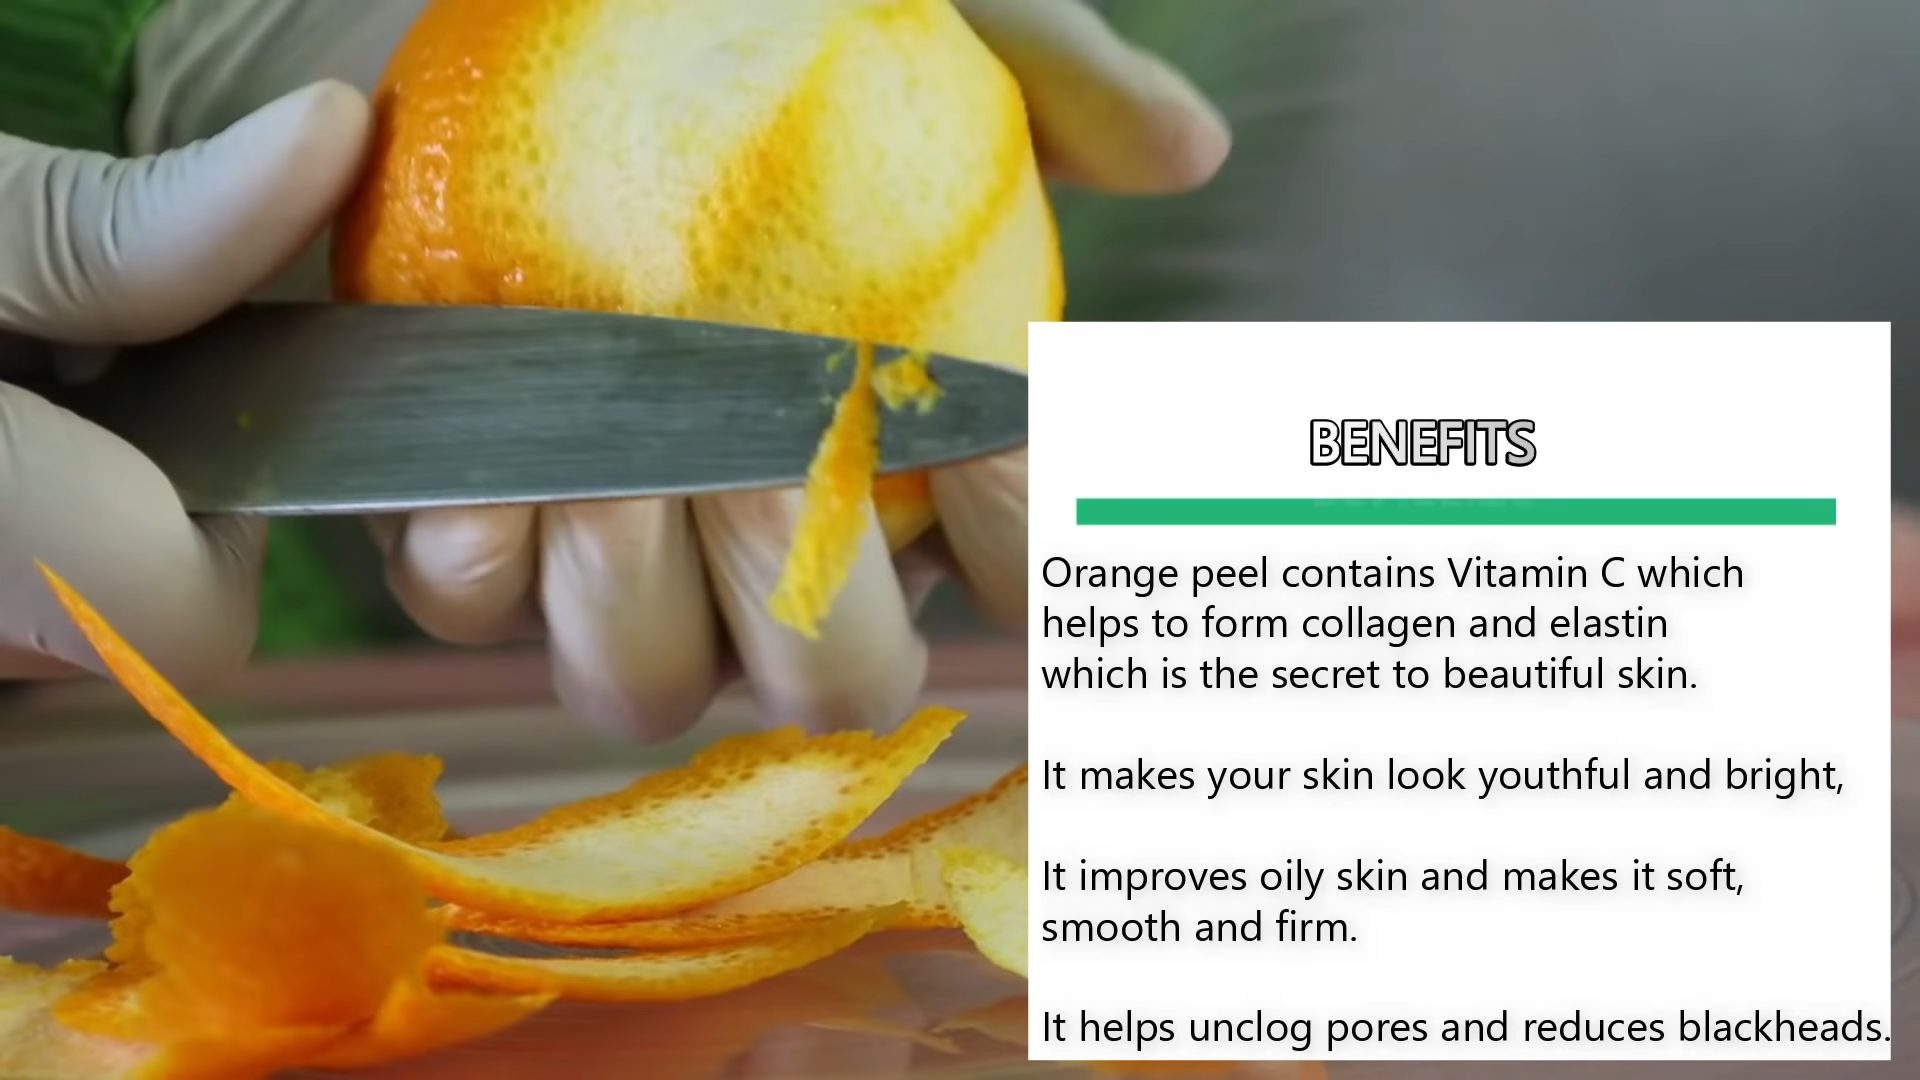 BENEFITS
Orange peel contains Vitamin C which
helps to form collagen and elastin
which is the secret to beautiful skin.
It makes your skin look youthful and bright,
It improves oily skin and makes it soft,
smooth and firm.
It helps unclog pores and reduces blackheads.